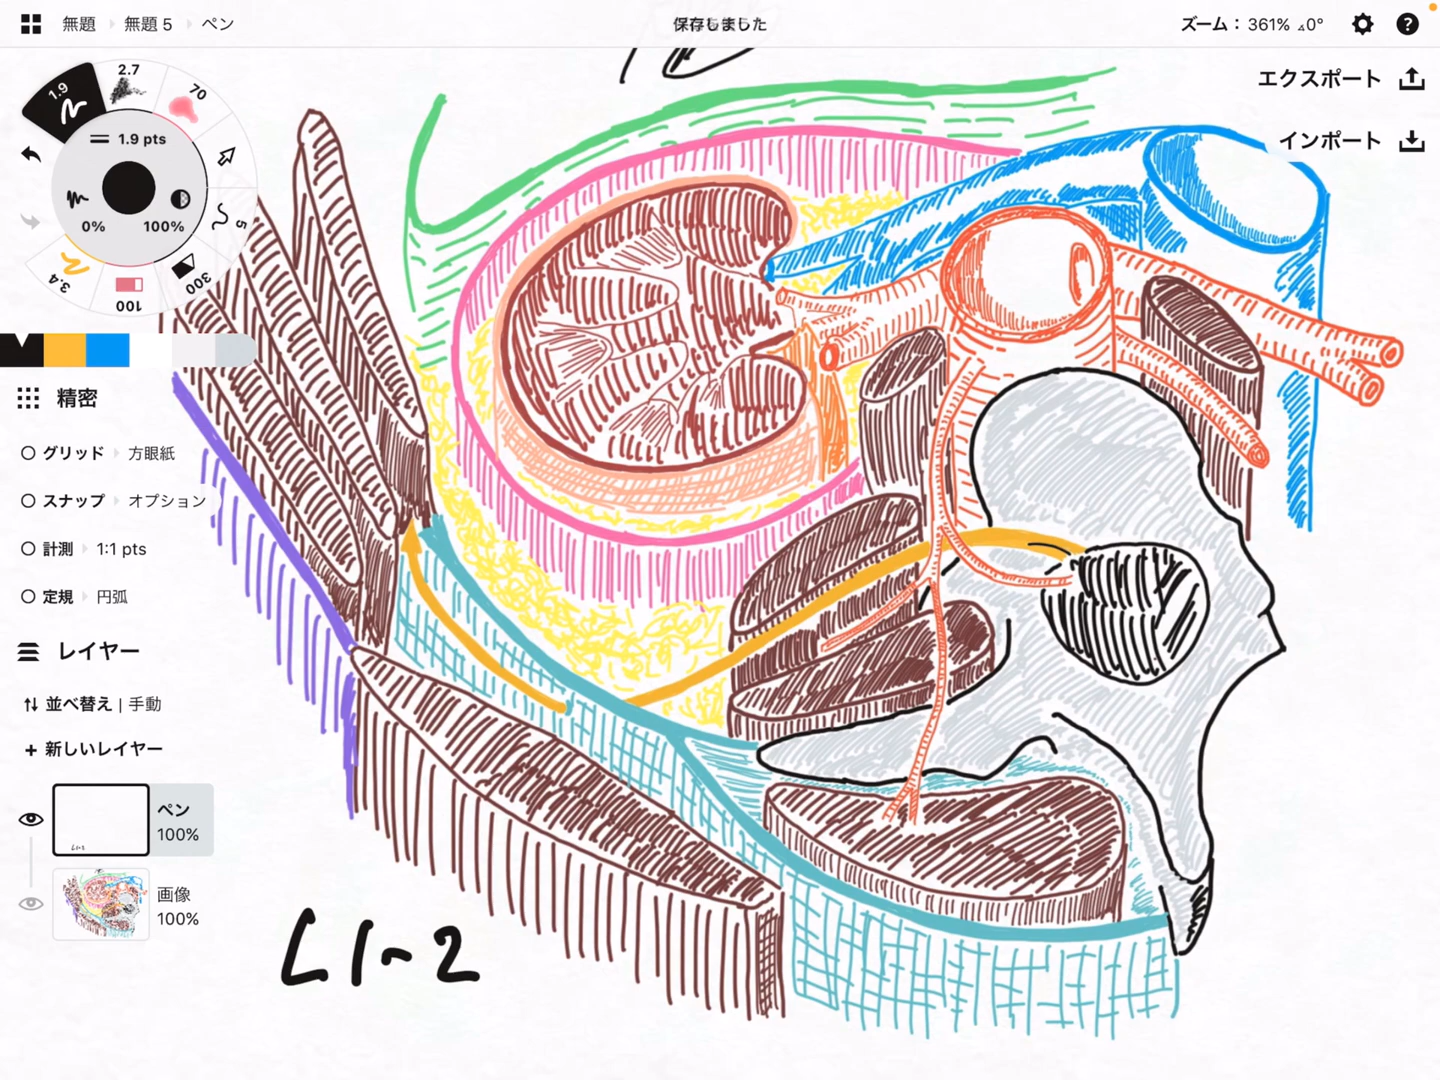 無題 無題 5 ペン
保存しました
ズーム： 361% ⊿0°
エクスポート
インポート
1.9
2.7
70
5
300
100
3.4
1.9 pts
0% 100%
精密
グリッド 方眼紙
スナップ オプション
計測 1:1 pts
定規 円弧
レイヤー
並べ替え | 手動
+ 新しいレイヤー
ペン
100%
L1~2
画像
100%
L1~2